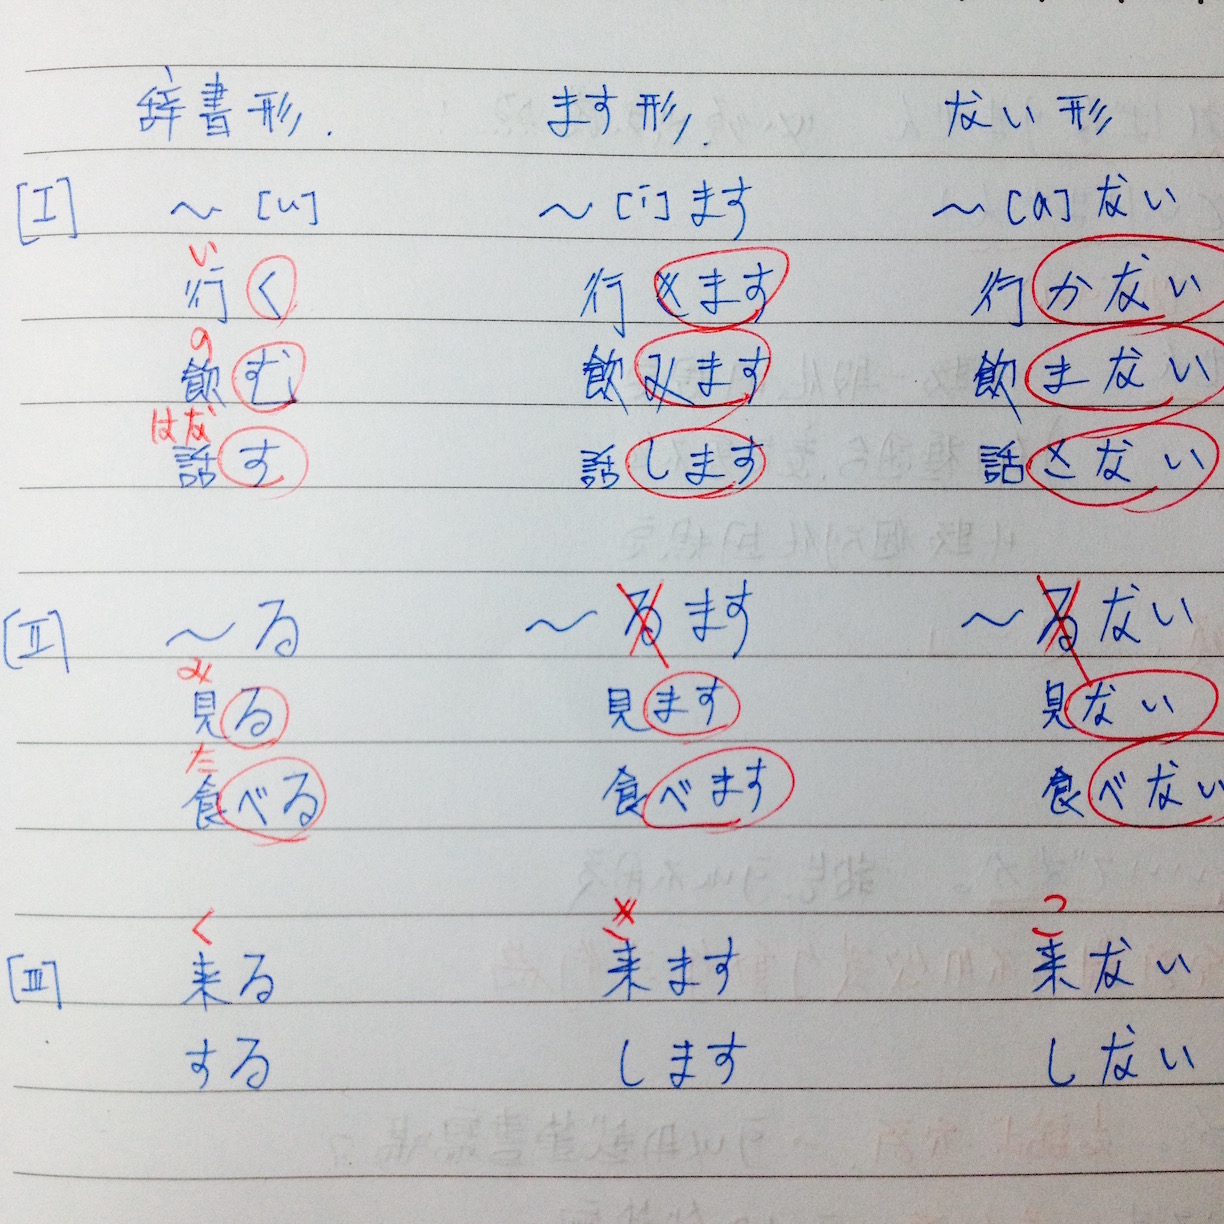 辞書形. ます形. ない形
[I] 〜[u] 〜[i]ます 〜[a]ない
い
行く 行きます 行かない
の
飲む 飲みます 飲まない
はな
話す 話します 話さない
[II] 〜る 〜るます 〜るない
み
見る 見ます 見ない
た
食べる 食べます 食べない
く き こ
[III] 来る 来ます 来ない
する します しない